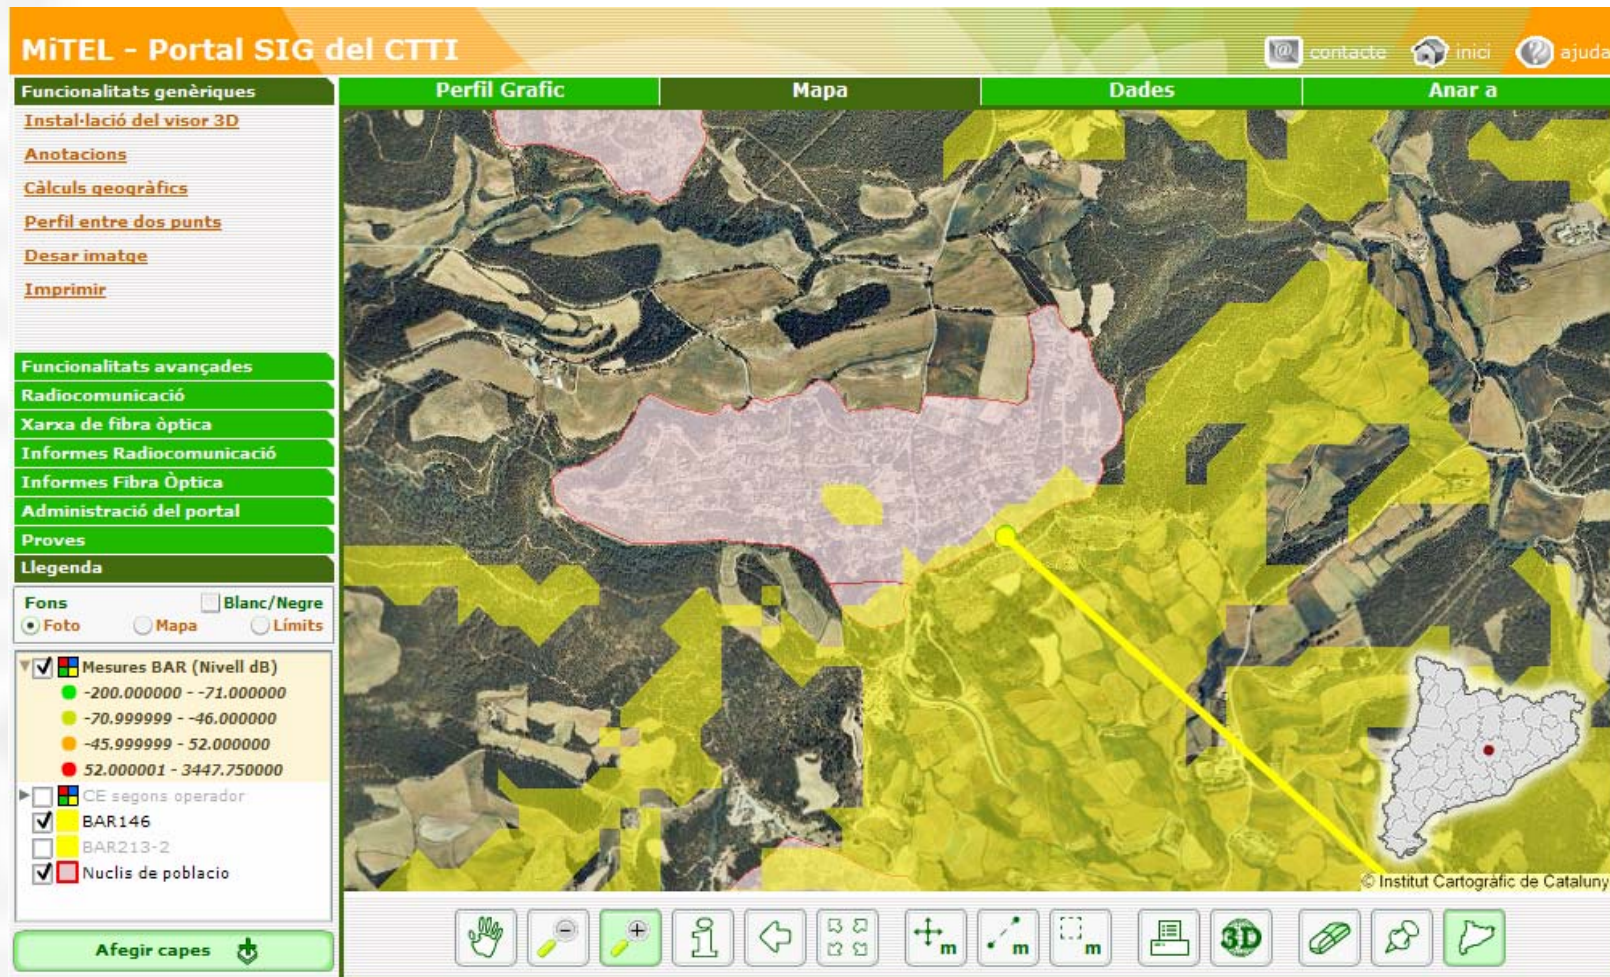 MiTEL - Portal SIG del CTTI
contacte
inici
ajuda
Funcionalitats genèriques
Perfil Grafic
Mapa
Dades
Anar a
Instal·lació del visor 3D
Anotacions
Càlculs geogràfics
Perfil entre dos punts
Desar imatge
Imprimir
Funcionalitats avançades
Radiocomunicació
Xarxa de fibra òptica
Informes Radiocomunicació
Informes Fibra Òptica
Administració del portal
Proves
Llegenda
Fons
Blanc/Negre
Foto
Mapa
Límits
Mesures BAR (Nivell dB)
-200.000000 - -71.000000
-70.999999 - -46.000000
-45.999999 - 52.000000
52.000001 - 3447.750000
CE segons operador
BAR146
BAR213-2
Nuclis de poblacio
© Institut Cartogràfic de Cataluny
Afegir capes
m
m
m
3D